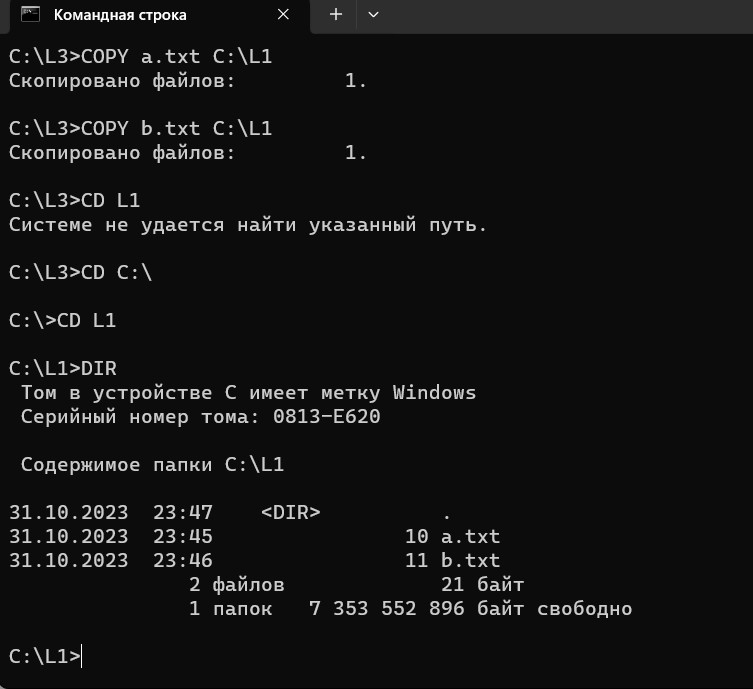 Командная строка
C:\L3>COPY a.txt C:\L1
Скопировано файлов:         1.
C:\L3>COPY b.txt C:\L1
Скопировано файлов:         1.
C:\L3>CD L1
Системе не удается найти указанный путь.
C:\L3>CD C:\
C:\>CD L1
C:\L1>DIR
 Том в устройстве C имеет метку Windows
 Серийный номер тома: 0813-E620
 Содержимое папки C:\L1
31.10.2023  23:47    <DIR>          .
31.10.2023  23:45                10 a.txt
31.10.2023  23:46                11 b.txt
               2 файлов             21 байт
               1 папок   7 353 552 896 байт свободно
C:\L1>